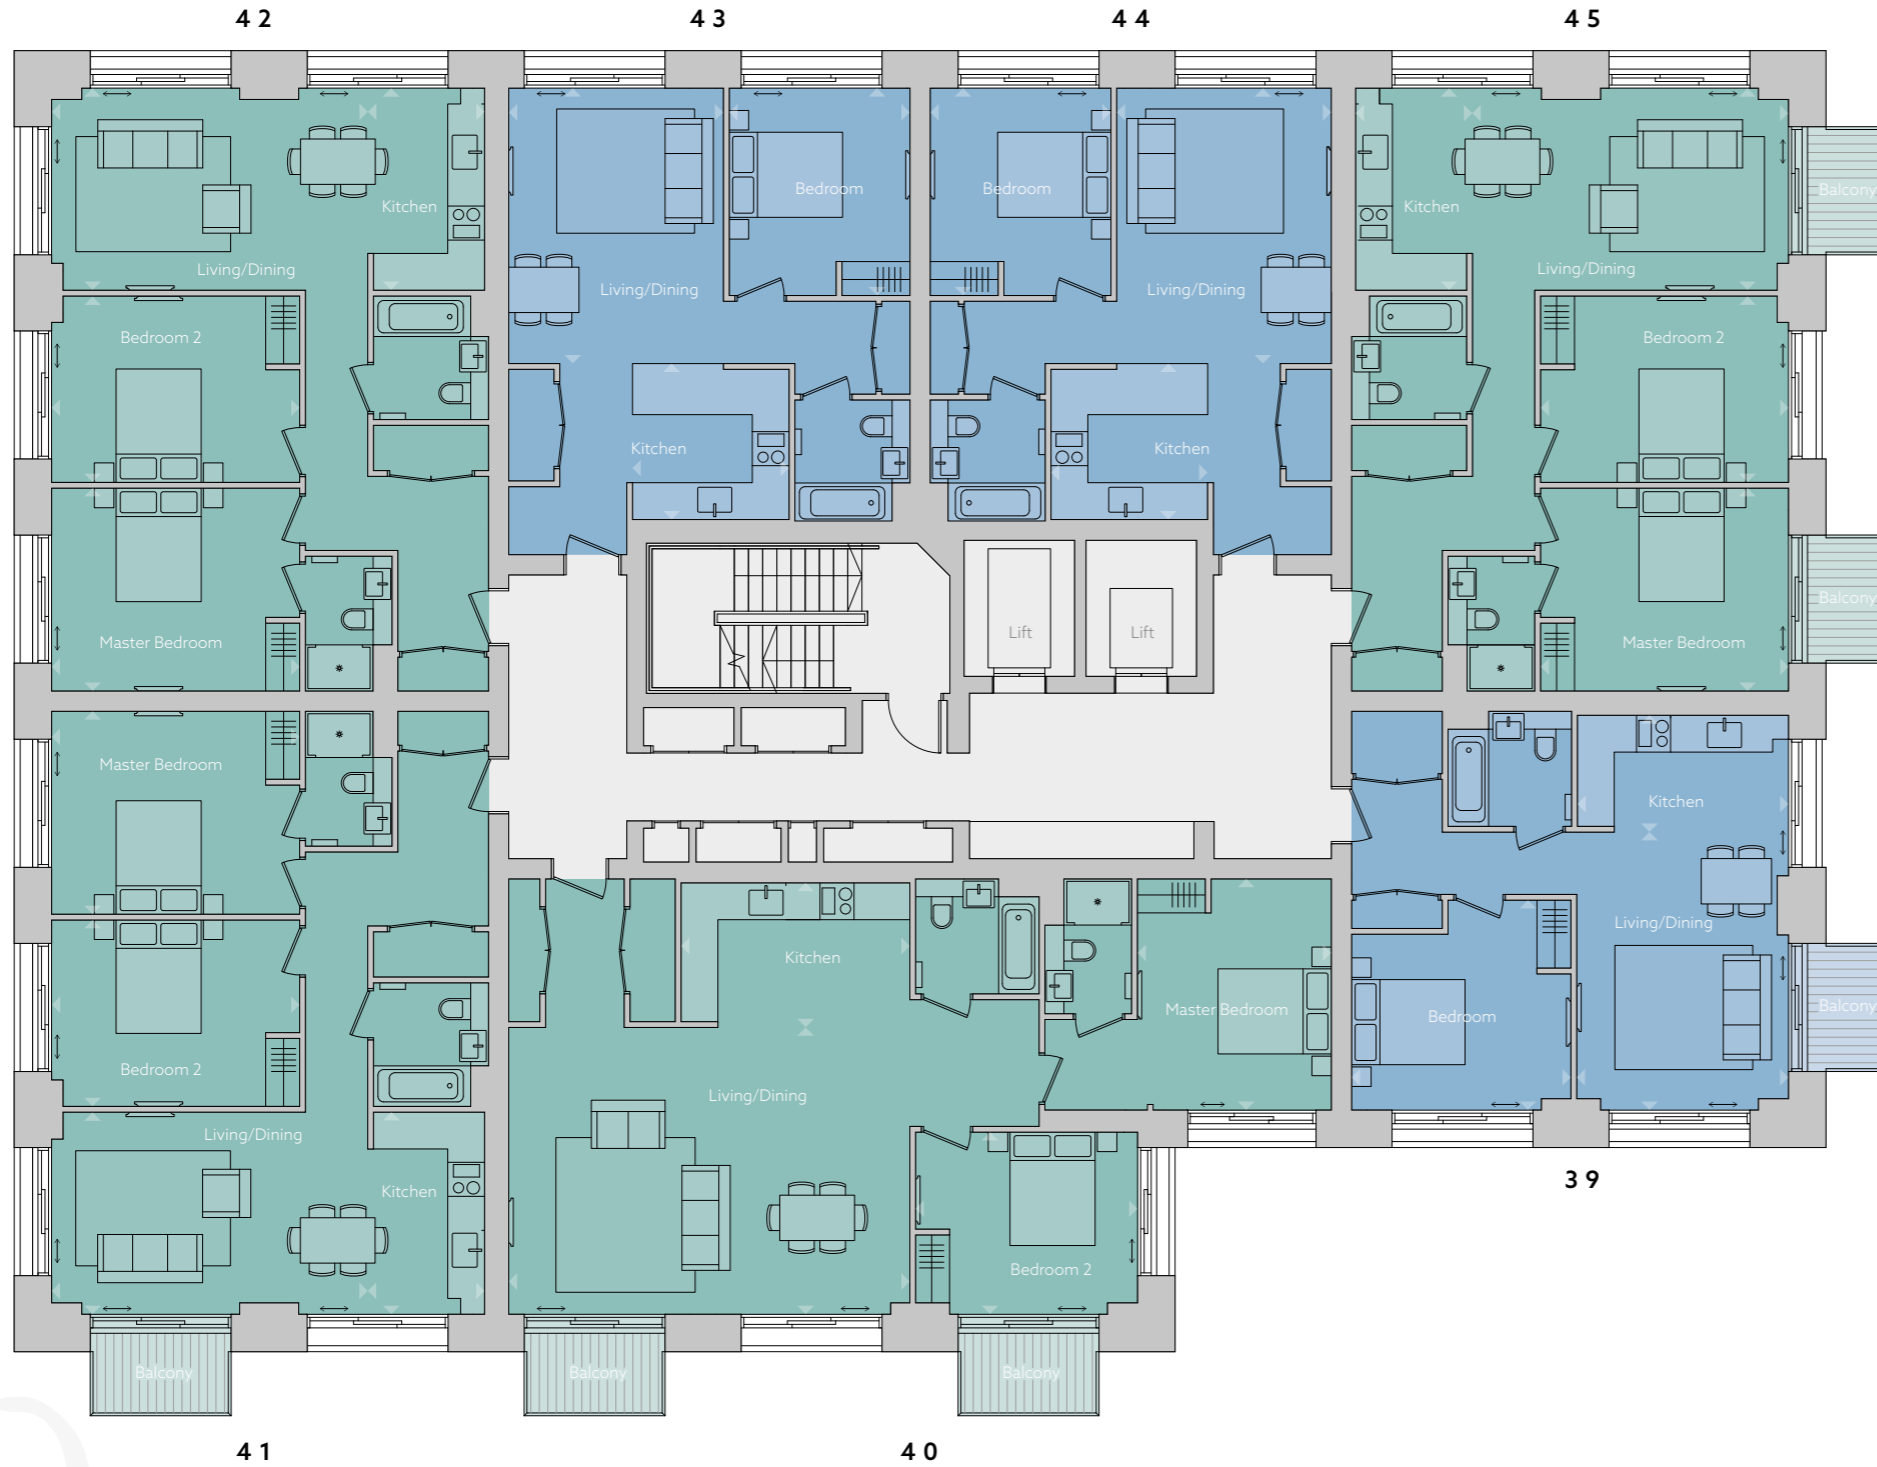 42 43 44 45
Bedroom Bedroom Balcony
Kitchen Kitchen
Living/Dining Living/Dining
Living/Dining Living/Dining
Bedroom 2 Bedroom 2
Kitchen Kitchen
Balcony
Lift Lift
Master Bedroom Master Bedroom
Master Bedroom
Kitchen
Living/Dining
Kitchen
Balcony
Master Bedroom Bedroom
Bedroom 2
Living/Dining
Living/Dining
39
Kitchen
Bedroom 2
Balcony Balcony Balcony
41 40